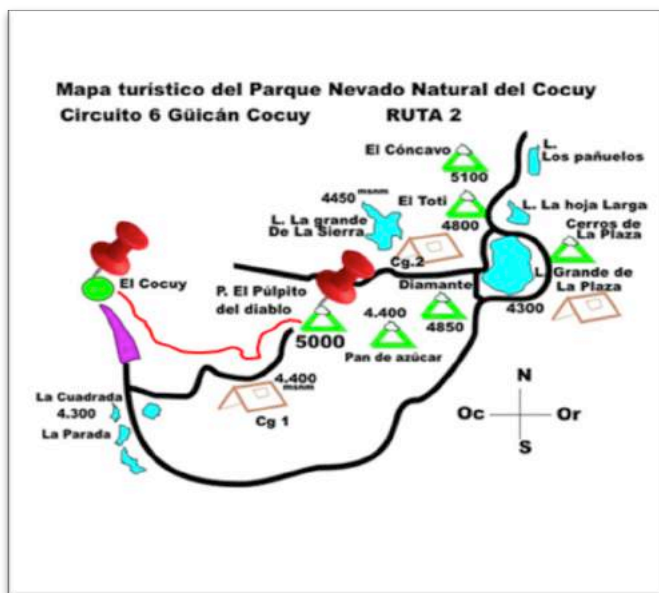 Mapa turístico del Parque Nevado Natural del Cocuy
Circuito 6 Güicán Cocuy RUTA 2
El Cóncavo
5100
L.
Los pañuelos
4450 msnm
El Toti
4800
L. La hoja Larga
L. La grande
De La Sierra
Cg.2
Cerros de
La Plaza
El Cocuy
P. El Púlpito
del diablo
5000
Diamante
4850
L. Grande de
La Plaza
4300
4.400
Pan de azúcar
4.400
msnm
Cg 1
La Cuadrada
4.300
La Parada
N
Oc Or
S